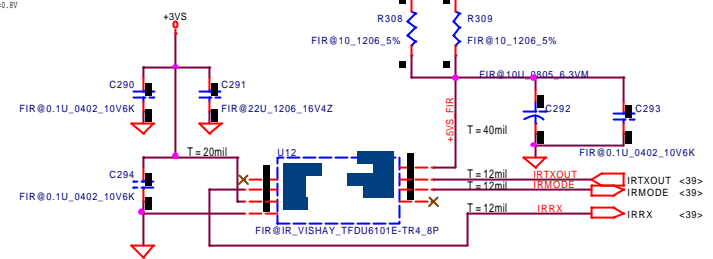 =0.8V
+3VS
R308
R309
FIR@10_1206_5%
FIR@10_1206_5%
C290
C291
FIR@10U_0805_6.3VM
FIR@0.1U_0402_10V6K
FIR@22U_1206_16V4Z
C292
C293
+5VS_FIR
T = 40mil
FIR@0.1U_0402_10V6K
T = 20mil
U12
C294
T = 12mil
IRTXOUT
IRTXOUT <39>
FIR@0.1U_0402_10V6K
T = 12mil
IRMODE
IRMODE <39>
T = 12mil
IRRX
IRRX <39>
FIR@IR_VISHAY_TFDU6101E-TR4_8P